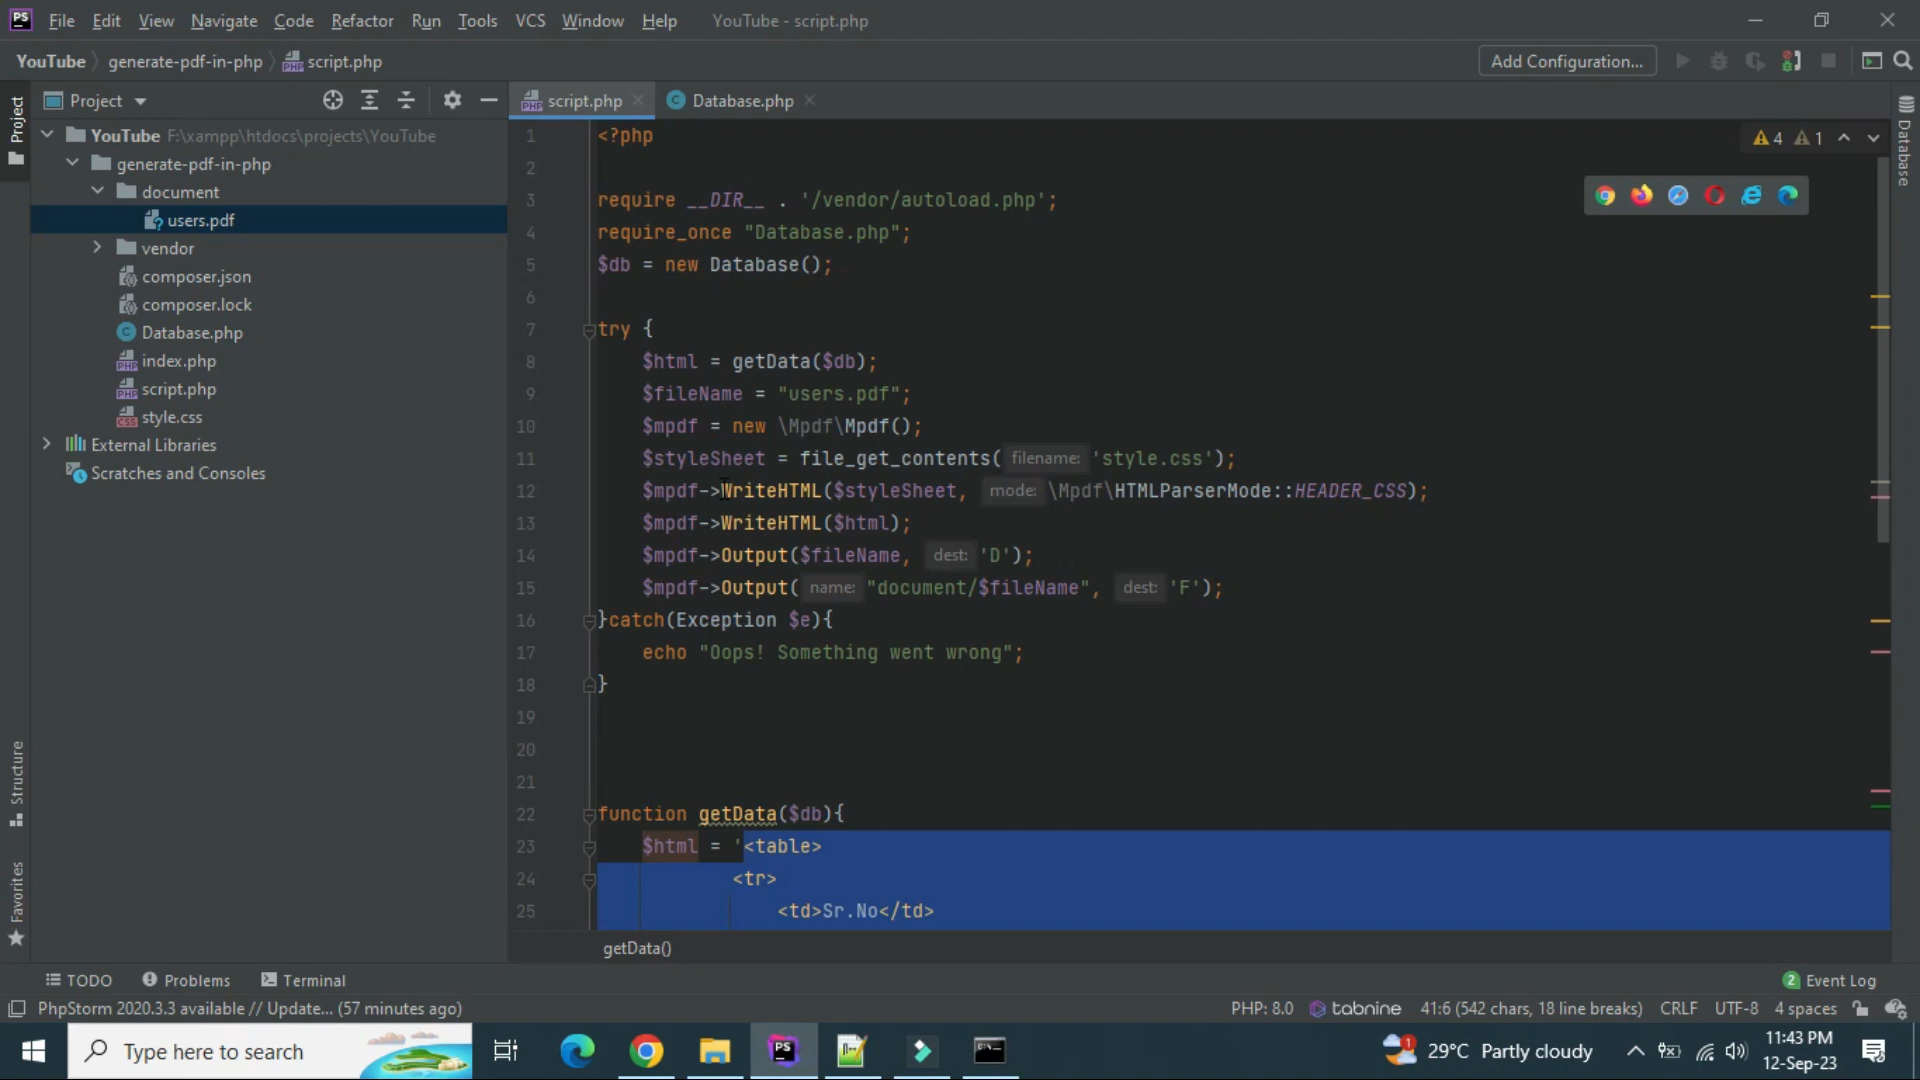 PS File Edit View Navigate Code Refactor Run Tools VCS Window Help YouTube - script.php
YouTube generate-pdf-in-php script.php Add Configuration...
Project
Project script.php Database.php
YouTube F:\xampp\htdocs\projects\YouTube
generate-pdf-in-php
document
users.pdf
vendor
composer.json
composer.lock
Database.php
index.php
script.php
style.css
External Libraries
Scratches and Consoles
1 <?php
4 1
2
3 require __DIR__ . '/vendor/autoload.php';
4 require_once "Database.php";
5 $db = new Database();
6
7 try {
8 $html = getData($db);
9 $fileName = "users.pdf";
10 $mpdf = new \Mpdf\Mpdf();
11 $styleSheet = file_get_contents( filename: 'style.css');
12 $mpdf->WriteHTML($styleSheet, mode: \Mpdf\HTMLParserMode::HEADER_CSS);
13 $mpdf->WriteHTML($html);
14 $mpdf->Output($fileName, dest: 'D');
15 $mpdf->Output( name: "document/$fileName", dest: 'F');
16 }catch(Exception $e){
17 echo "Oops! Something went wrong";
18 }
19
20
21
22 function getData($db){
23 $html = '<table>
24 <tr>
25 <td>Sr.No</td>
getData()
Database
Structure
Favorites
TODO Problems Terminal 2 Event Log
PhpStorm 2020.3.3 available // Update... (57 minutes ago) PHP: 8.0 tabnine 41:6 (542 chars, 18 line breaks) CRLF UTF-8 4 spaces
Type here to search PS 1 29°C Partly cloudy 11:43 PM
12-Sep-23